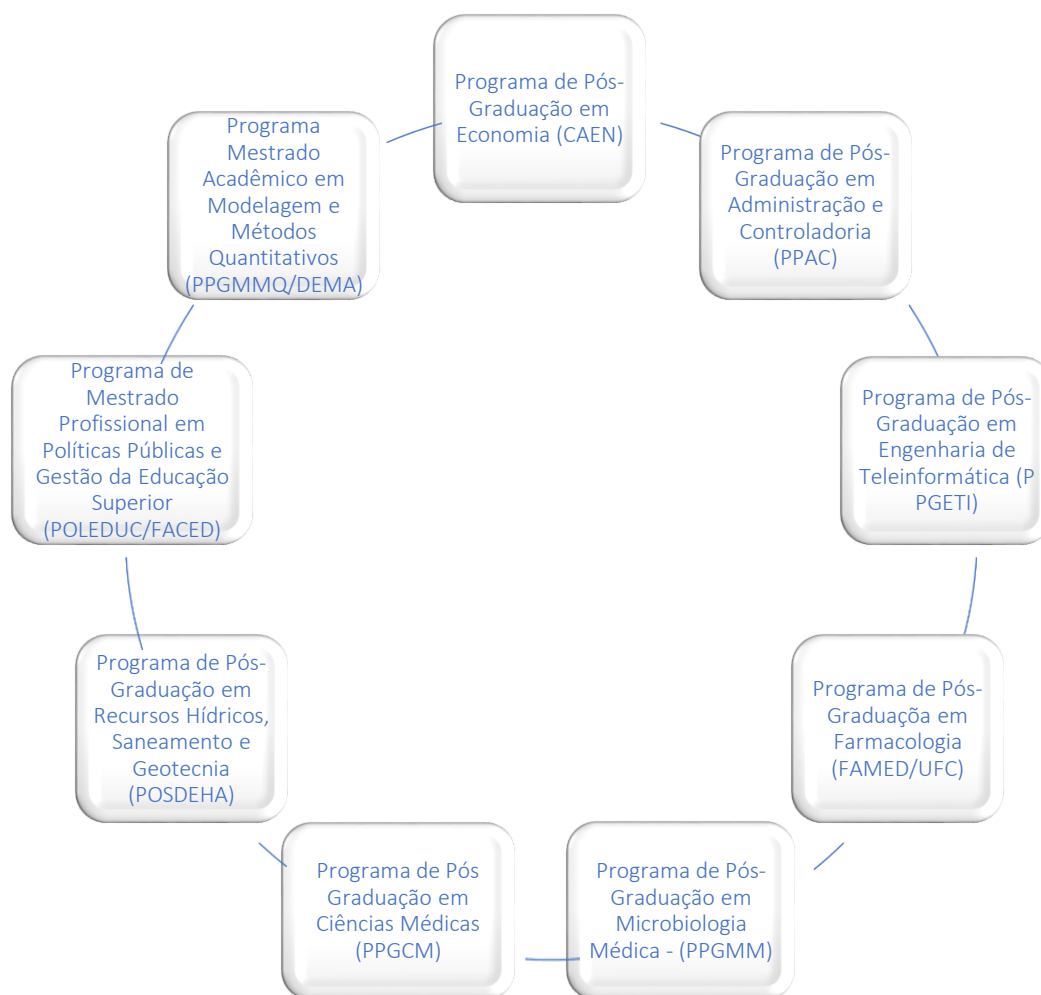 Programa de Pós-
Graduação em
Economia (CAEN)
Programa de Pós-
Graduação em
Administração e
Controladoria
(PPAC)
Programa de Pós-
Graduação em
Engenharia de
Teleinformática (P
PGETI)
Programa de Pós-
Graduaçõa em
Farmacologia
(FAMED/UFC)
Programa de Pós-
Graduação em
Microbiologia
Médica - (PPGMM)
Programa de Pós
Graduação em
Ciências Médicas
(PPGCM)
Programa de Pós-
Graduação em
Recursos Hídricos,
Saneamento e
Geotecnia
(POSDEHA)
Programa de
Mestrado
Profissional em
Políticas Públicas e
Gestão da Educação
Superior
(POLEDUC/FACED)
Programa
Mestrado
Acadêmico em
Modelagem e
Métodos
Quantitativos
(PPGMMQ/DEMA)